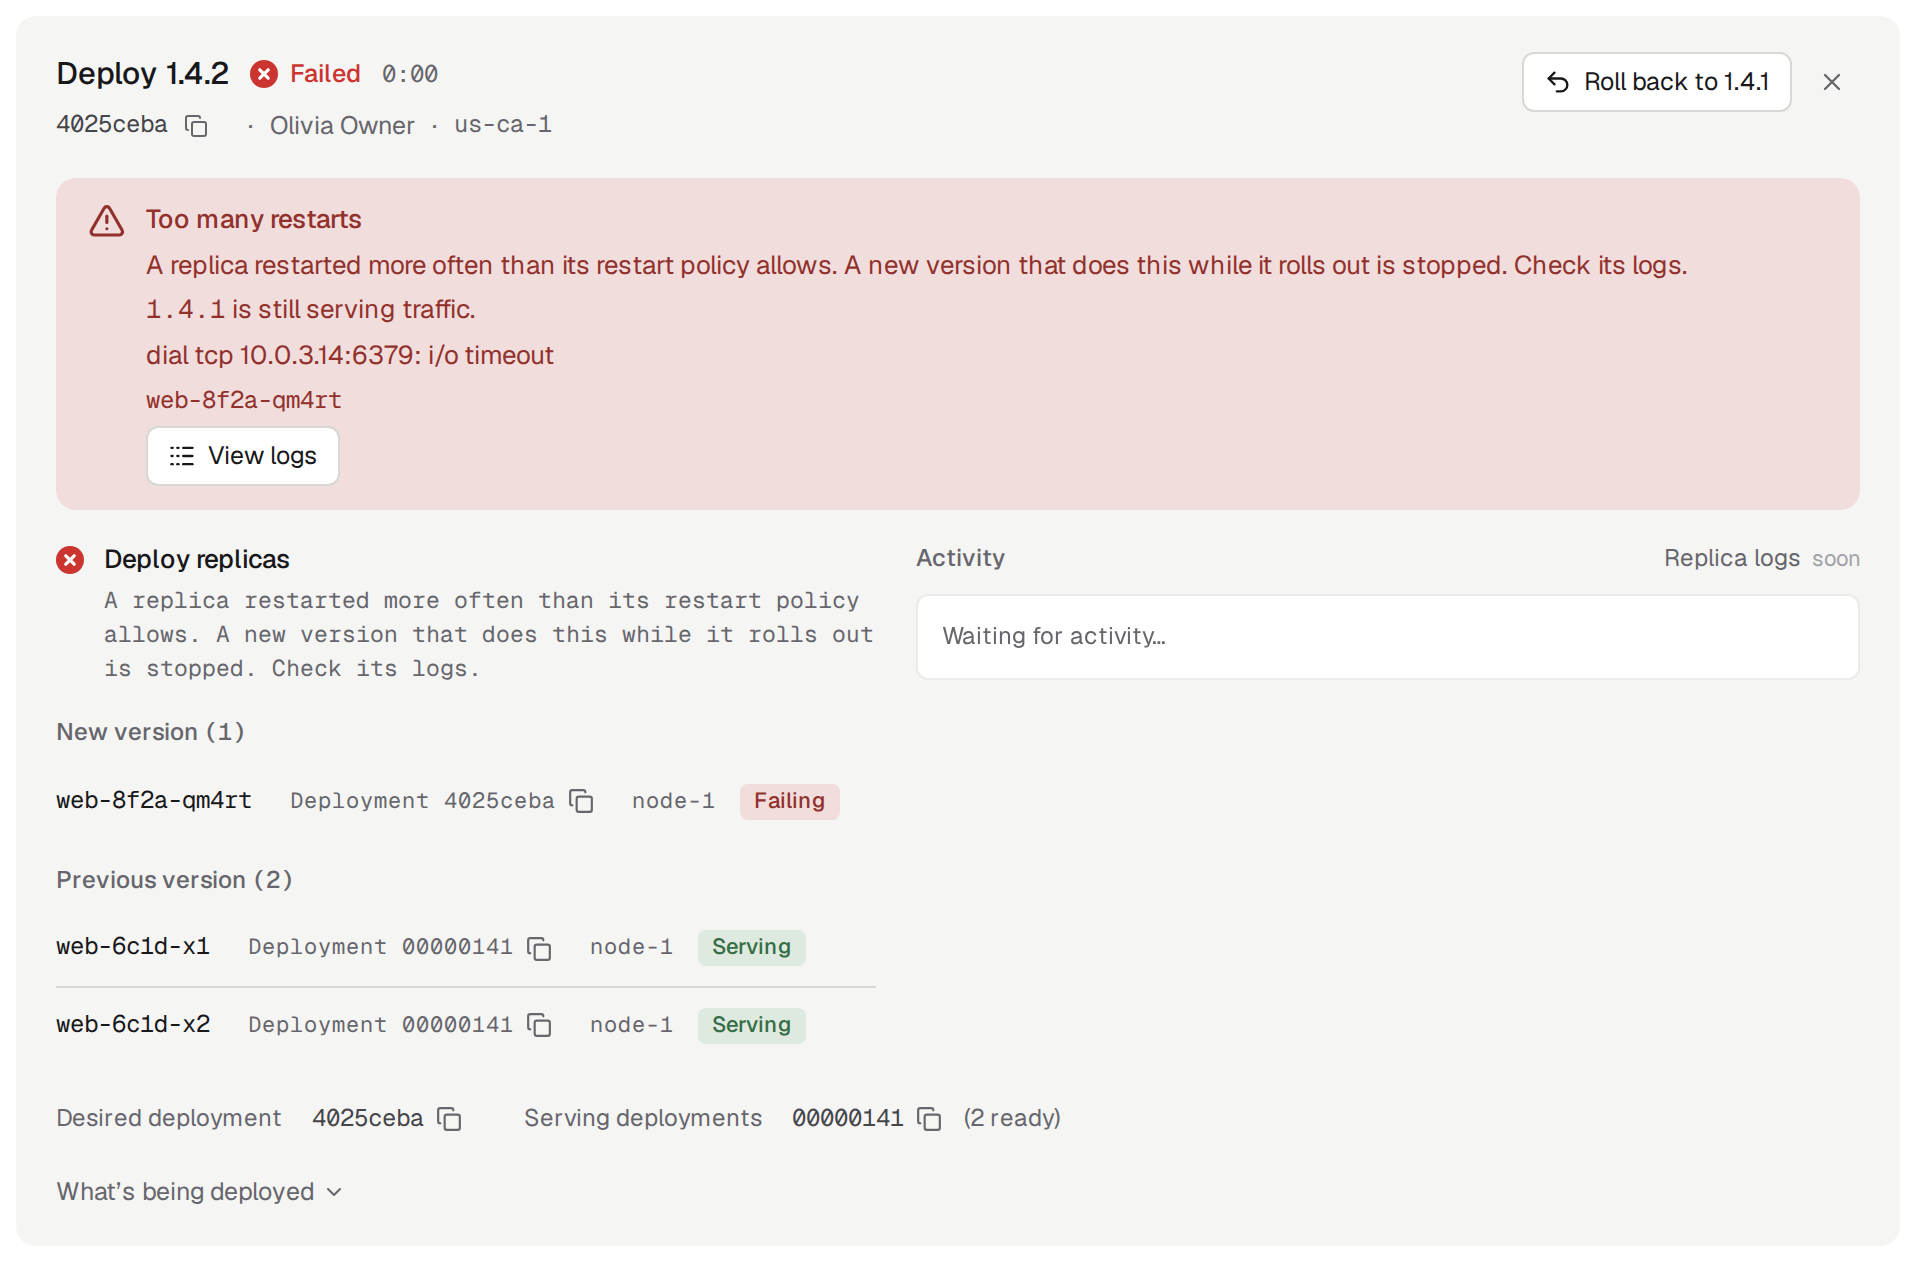 Deploy 1.4.2 Failed 0:00
Roll back to 1.4.1
4025ceba · Olivia Owner · us-ca-1
Too many restarts
A replica restarted more often than its restart policy allows. A new version that does this while it rolls out is stopped. Check its logs.
1.4.1 is still serving traffic.
dial tcp 10.0.3.14:6379: i/o timeout
web-8f2a-qm4rt
View logs
Deploy replicas
A replica restarted more often than its restart policy
allows. A new version that does this while it rolls out
is stopped. Check its logs.
Activity
Replica logs soon
Waiting for activity…
New version (1)
web-8f2a-qm4rt Deployment 4025ceba node-1 Failing
Previous version (2)
web-6c1d-x1 Deployment 00000141 node-1 Serving
web-6c1d-x2 Deployment 00000141 node-1 Serving
Desired deployment 4025ceba Serving deployments 00000141 (2 ready)
What’s being deployed